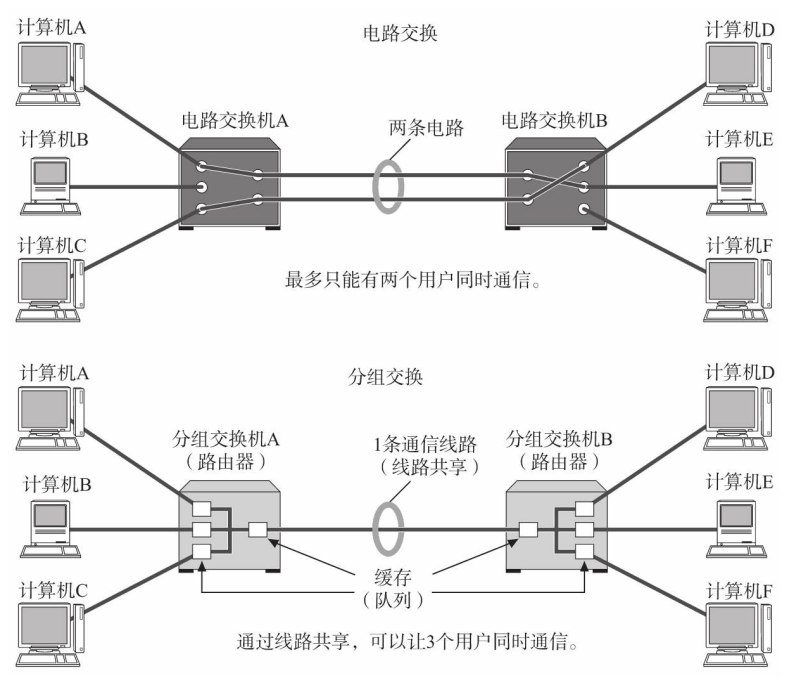 计算机A
电路交换
计算机D
电路交换机A
两条电路
电路交换机B
计算机B
计算机E
计算机C
计算机F
最多只能有两个用户同时通信。
计算机A
分组交换
计算机D
分组交换机A
（路由器）
1条通信线路
（线路共享）
分组交换机B
（路由器）
计算机B
计算机E
缓存
（队列）
计算机C
计算机F
通过线路共享，可以让3个用户同时通信。